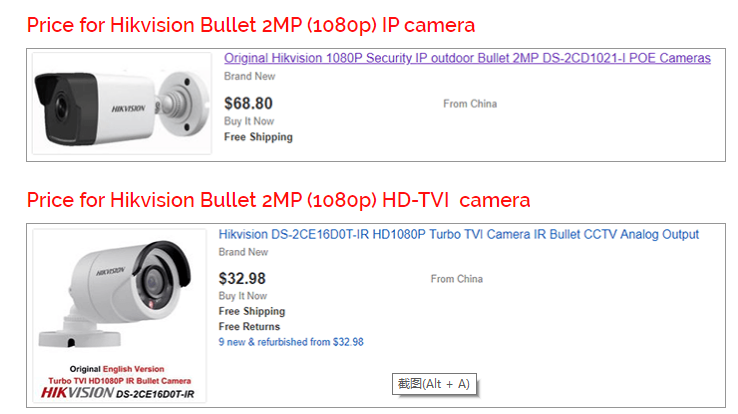 Price for Hikvision Bullet 2MP (1080p) IP camera
Original Hikvision 1080P Security IP outdoor Bullet 2MP DS-2CD1021-I POE Cameras
Brand New
HIKVISION
$68.80
From China
Buy It Now
Free Shipping
Price for Hikvision Bullet 2MP (1080p) HD-TVI camera
Hikvision DS-2CE16D0T-IR HD1080P Turbo TVI Camera IR Bullet CCTV Analog Output
Brand New
HIKVISION
$32.98
From China
Buy It Now
Free Shipping
Free Returns
9 new & refurbished from $32.98
Original English Version
Turbo TVI HD1080P IR Bullet Camera
HIKVISION DS-2CE16D0T-IR
截图(Alt + A)